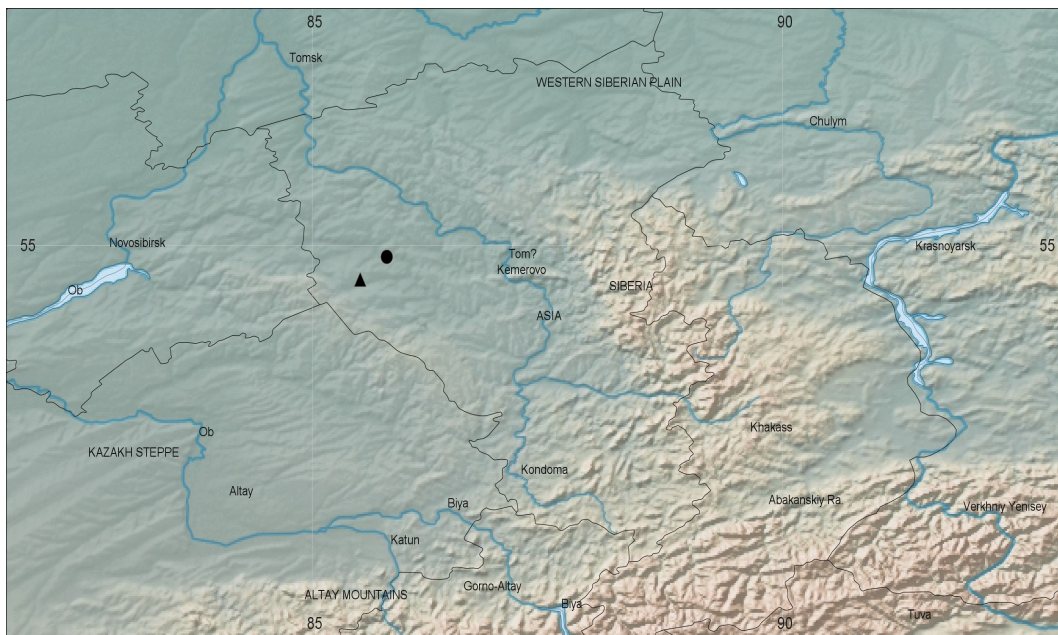 85
90
Tomsk
WESTERN SIBERIAN PLAIN
Chulym
55
Novosibirsk
Tom?
Krasnoyarsk
55
Kemerovo
Ob
SIBERIA
ASIA
Ob
Khakass
KAZAKH STEPPE
Kondoma
Altay
Biya
Abakanskiy Ra.
Verkhniy Yenisey
Katun
Gorno-Altay
ALTAY MOUNTAINS
Biya
Tuva
85
90